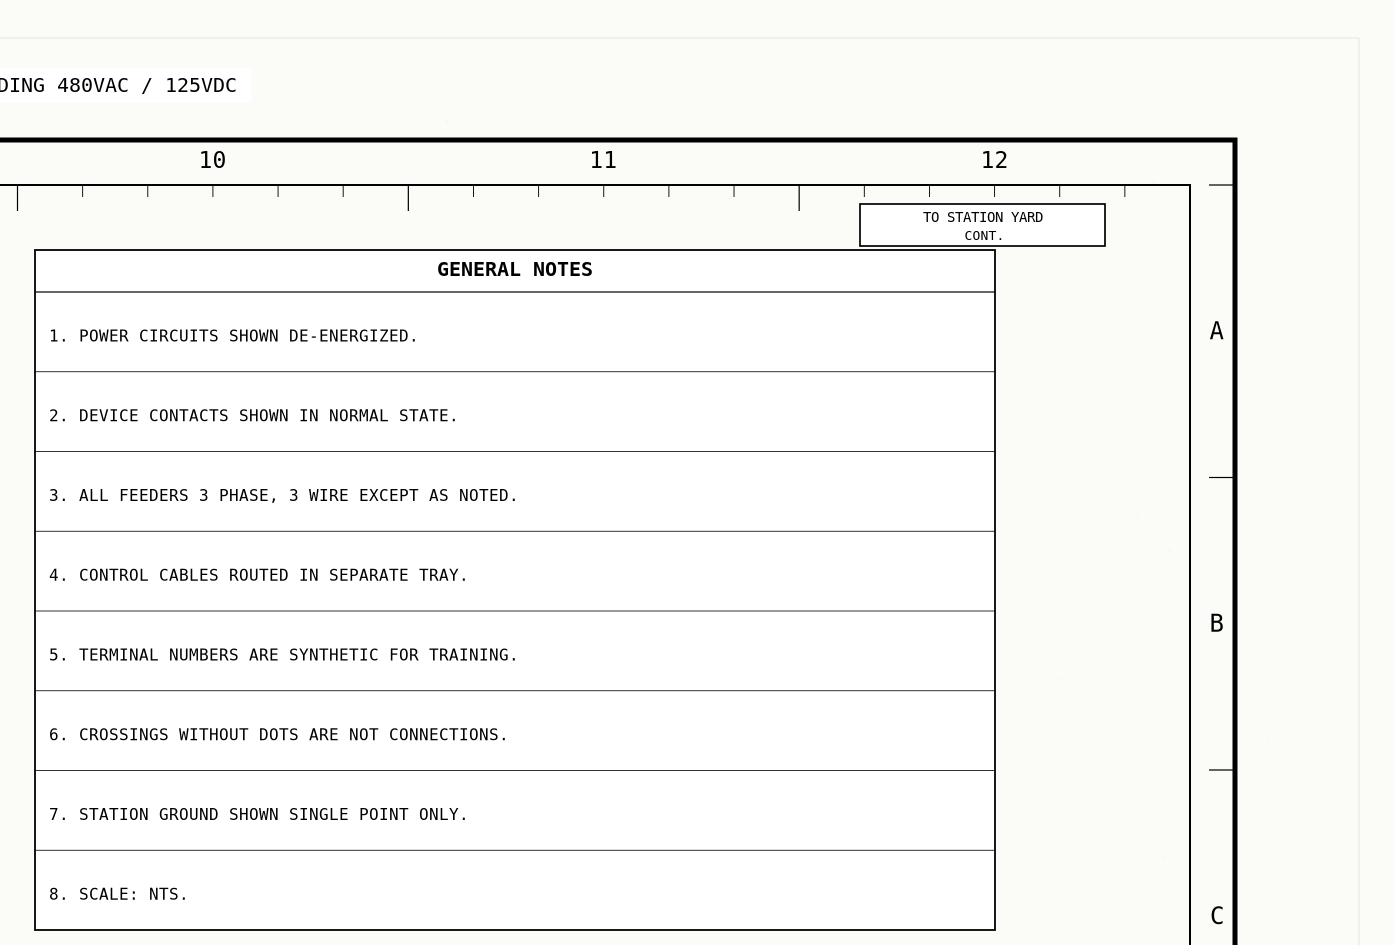 DING 480VAC / 125VDC
10 11 12
TO STATION YARD
CONT.
GENERAL NOTES
1. POWER CIRCUITS SHOWN DE-ENERGIZED.
A
2. DEVICE CONTACTS SHOWN IN NORMAL STATE.
3. ALL FEEDERS 3 PHASE, 3 WIRE EXCEPT AS NOTED.
4. CONTROL CABLES ROUTED IN SEPARATE TRAY.
B
5. TERMINAL NUMBERS ARE SYNTHETIC FOR TRAINING.
6. CROSSINGS WITHOUT DOTS ARE NOT CONNECTIONS.
7. STATION GROUND SHOWN SINGLE POINT ONLY.
8. SCALE: NTS.
C